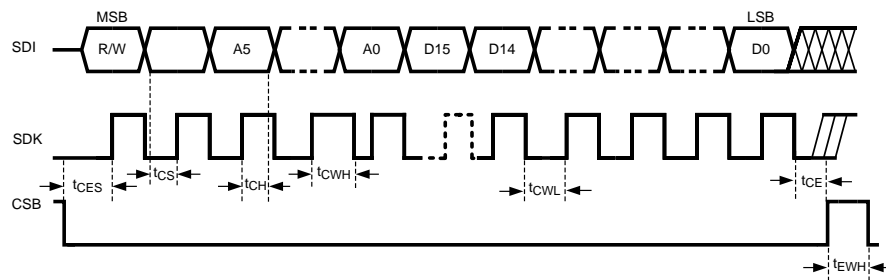 MSB LSB
SDI R/W A5 A0 D15 D14 D0
SDK
tCES tCS tCH tCWH tCWL tCE
CSB
tEWH